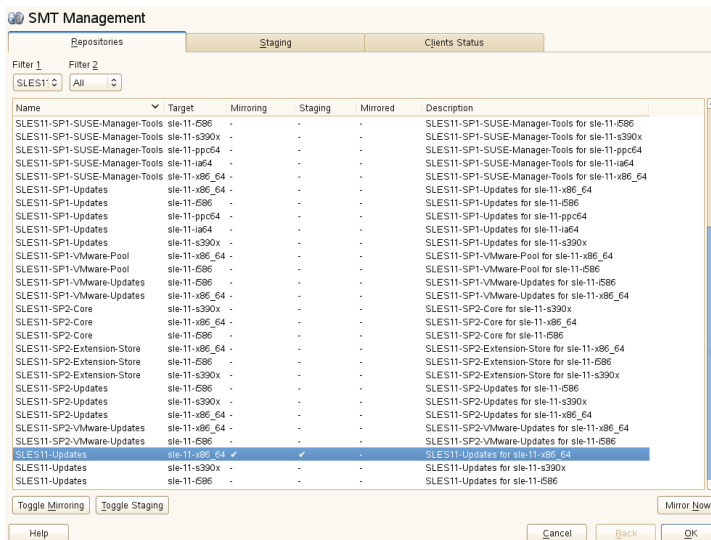 SMT Management
Repositories Staging Clients Status
Filter 1 Filter 2
SLES1 All
Name Target Mirroring Staging Mirrored Description
SLES11-SP1-SUSE-Manager-Tools sle-11-i586 - - - SLES11-SP1-SUSE-Manager-Tools for sle-11-i586
SLES11-SP1-SUSE-Manager-Tools sle-11-s390x - - - SLES11-SP1-SUSE-Manager-Tools for sle-11-s390x
SLES11-SP1-SUSE-Manager-Tools sle-11-ppc64 - - - SLES11-SP1-SUSE-Manager-Tools for sle-11-ppc64
SLES11-SP1-SUSE-Manager-Tools sle-11-ia64 - - - SLES11-SP1-SUSE-Manager-Tools for sle-11-ia64
SLES11-SP1-SUSE-Manager-Tools sle-11-x86_64 - - - SLES11-SP1-SUSE-Manager-Tools for sle-11-x86_64
SLES11-SP1-Updates sle-11-x86_64 - - - SLES11-SP1-Updates for sle-11-x86_64
SLES11-SP1-Updates sle-11-i586 - - - SLES11-SP1-Updates for sle-11-i586
SLES11-SP1-Updates sle-11-ppc64 - - - SLES11-SP1-Updates for sle-11-ppc64
SLES11-SP1-Updates sle-11-ia64 - - - SLES11-SP1-Updates for sle-11-ia64
SLES11-SP1-Updates sle-11-s390x - - - SLES11-SP1-Updates for sle-11-s390x
SLES11-SP1-VMware-Pool sle-11-x86_64 - - - SLES11-SP1-VMware-Pool for sle-11-x86_64
SLES11-SP1-VMware-Pool sle-11-i586 - - - SLES11-SP1-VMware-Pool for sle-11-i586
SLES11-SP1-VMware-Updates sle-11-i586 - - - SLES11-SP1-VMware-Updates for sle-11-i586
SLES11-SP1-VMware-Updates sle-11-x86_64 - - - SLES11-SP1-VMware-Updates for sle-11-x86_64
SLES11-SP2-Core sle-11-s390x - - - SLES11-SP2-Core for sle-11-s390x
SLES11-SP2-Core sle-11-x86_64 - - - SLES11-SP2-Core for sle-11-x86_64
SLES11-SP2-Core sle-11-i586 - - - SLES11-SP2-Core for sle-11-i586
SLES11-SP2-Extension-Store sle-11-x86_64 - - - SLES11-SP2-Extension-Store for sle-11-x86_64
SLES11-SP2-Extension-Store sle-11-i586 - - - SLES11-SP2-Extension-Store for sle-11-i586
SLES11-SP2-Extension-Store sle-11-s390x - - - SLES11-SP2-Extension-Store for sle-11-s390x
SLES11-SP2-Updates sle-11-i586 - - - SLES11-SP2-Updates for sle-11-i586
SLES11-SP2-Updates sle-11-s390x - - - SLES11-SP2-Updates for sle-11-s390x
SLES11-SP2-Updates sle-11-x86_64 - - - SLES11-SP2-Updates for sle-11-x86_64
SLES11-SP2-VMware-Updates sle-11-x86_64 - - - SLES11-SP2-VMware-Updates for sle-11-x86_64
SLES11-SP2-VMware-Updates sle-11-i586 - - - SLES11-SP2-VMware-Updates for sle-11-i586
SLES11-Updates sle-11-x86_64 ✔ ✔ - SLES11-Updates for sle-11-x86_64
SLES11-Updates sle-11-s390x - - - SLES11-Updates for sle-11-s390x
SLES11-Updates sle-11-i586 - - - SLES11-Updates for sle-11-i586
Toggle Mirroring Toggle Staging Mirror Now
Help Cancel Back OK